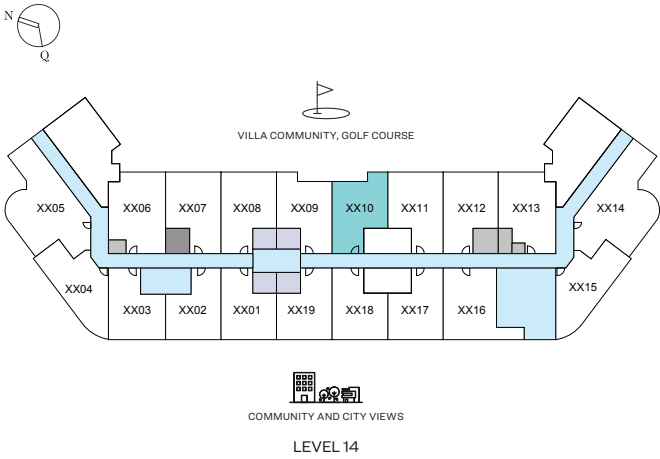 N
Q
VILLA COMMUNITY, GOLF COURSE
XX05
XX06
XX07
XX08
XX09
XX10
XX11
XX12
XX13
XX14
XX04
XX03
XX02
XX01
XX19
XX18
XX17
XX16
XX15
COMMUNITY AND CITY VIEWS
LEVEL 14